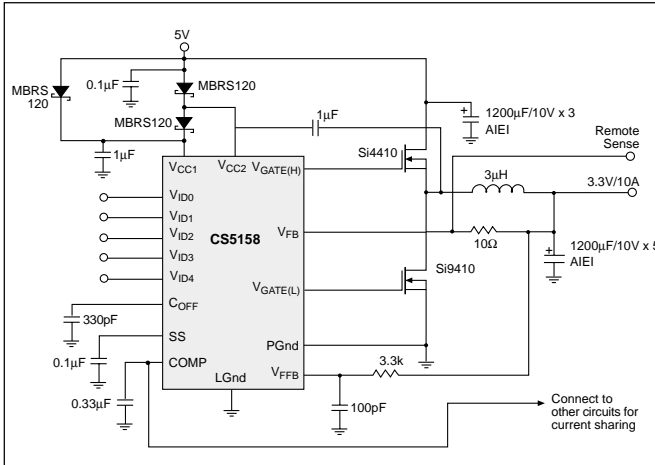 5V
MBRS
120
0.1µF
MBRS120
MBRS120
1µF
1µF
1200µF/10V x 3
AIEI
Remote
Sense
Si4410
3µH
3.3V/10A
VCC1
VCC2
VGATE(H)
VID0
VID1
VID2
VID3
VID4
CS5158
VFB
10Ω
1200µF/10V x 5
AIEI
Si9410
VGATE(L)
COFF
330pF
SS
0.1µF
COMP
0.33µF
LGnd
PGnd
VFFB
3.3k
100pF
Connect to
other circuits for
current sharing